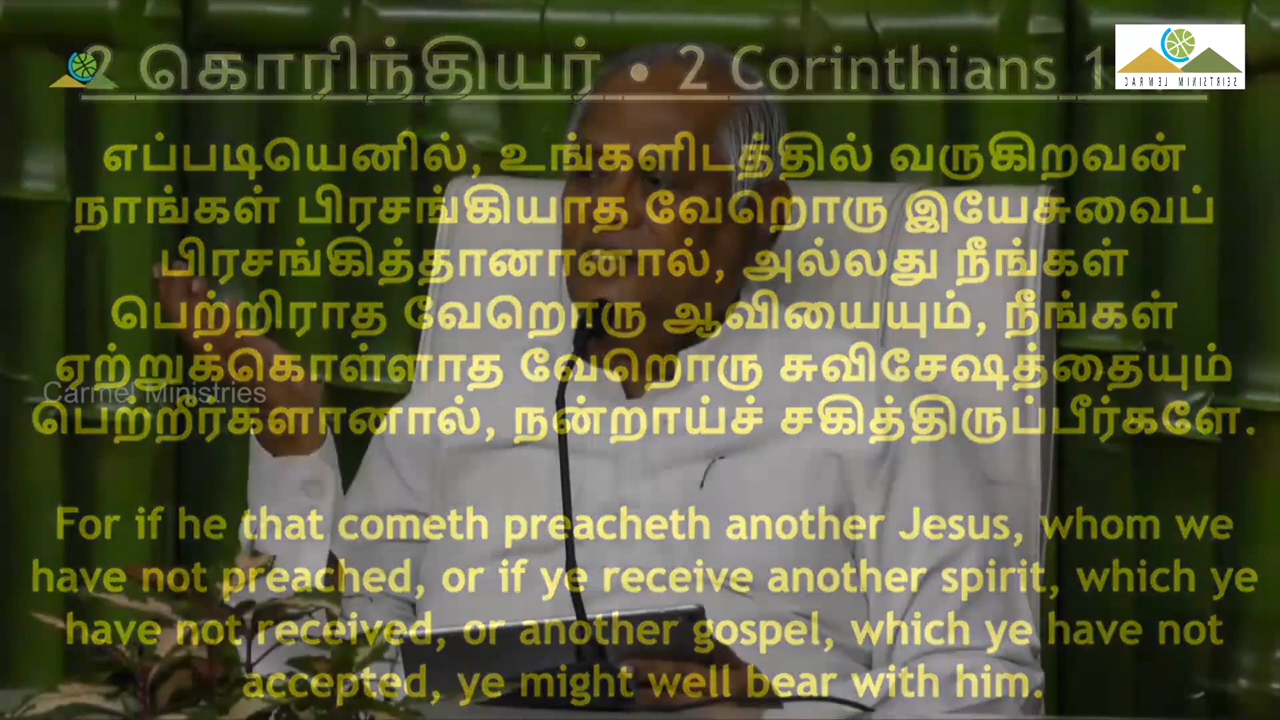 2 கொரிந்தியர் • 2 Corinthians 1
எப்படியெனில், உங்களிடத்தில் வருகிறவன்
நாங்கள் பிரசங்கியாத வேறொரு இயேசுவைப்
பிரசங்கித்தானானால், அல்லது நீங்கள்
பெற்றிராத வேறொரு ஆவியையும், நீங்கள்
ஏற்றுக்கொள்ளாத வேறொரு சுவிசேஷத்தையும்
பெற்றீர்களானால், நன்றாய்ச் சகித்திருப்பீர்களே.
For if he that cometh preacheth another Jesus, whom we
have not preached, or if ye receive another spirit, which ye
have not received, or another gospel, which ye have not
accepted, ye might well bear with him.
Carmel Ministries
CARMEL MINISTRIES